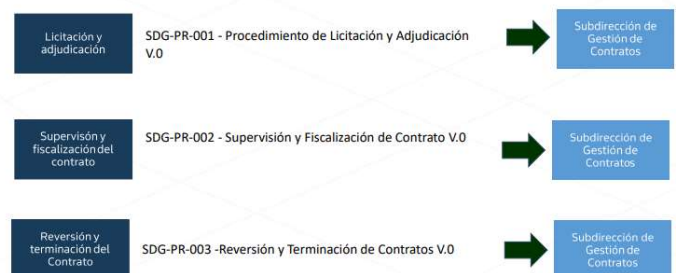 Licitación y
adjudicación
SDG-PR-001 - Procedimiento de Licitación y Adjudicación
V.0
Subdirección de
Gestión de
Contratos
Supervisón y
fiscalización del
contrato
SDG-PR-002 - Supervisión y Fiscalización de Contrato V.0
Subdirección de
Gestión de
Contratos
Reversión y
terminación del
Contrato
SDG-PR-003 -Reversión y Terminación de Contratos V.0
Subdirección de
Gestión de
Contratos